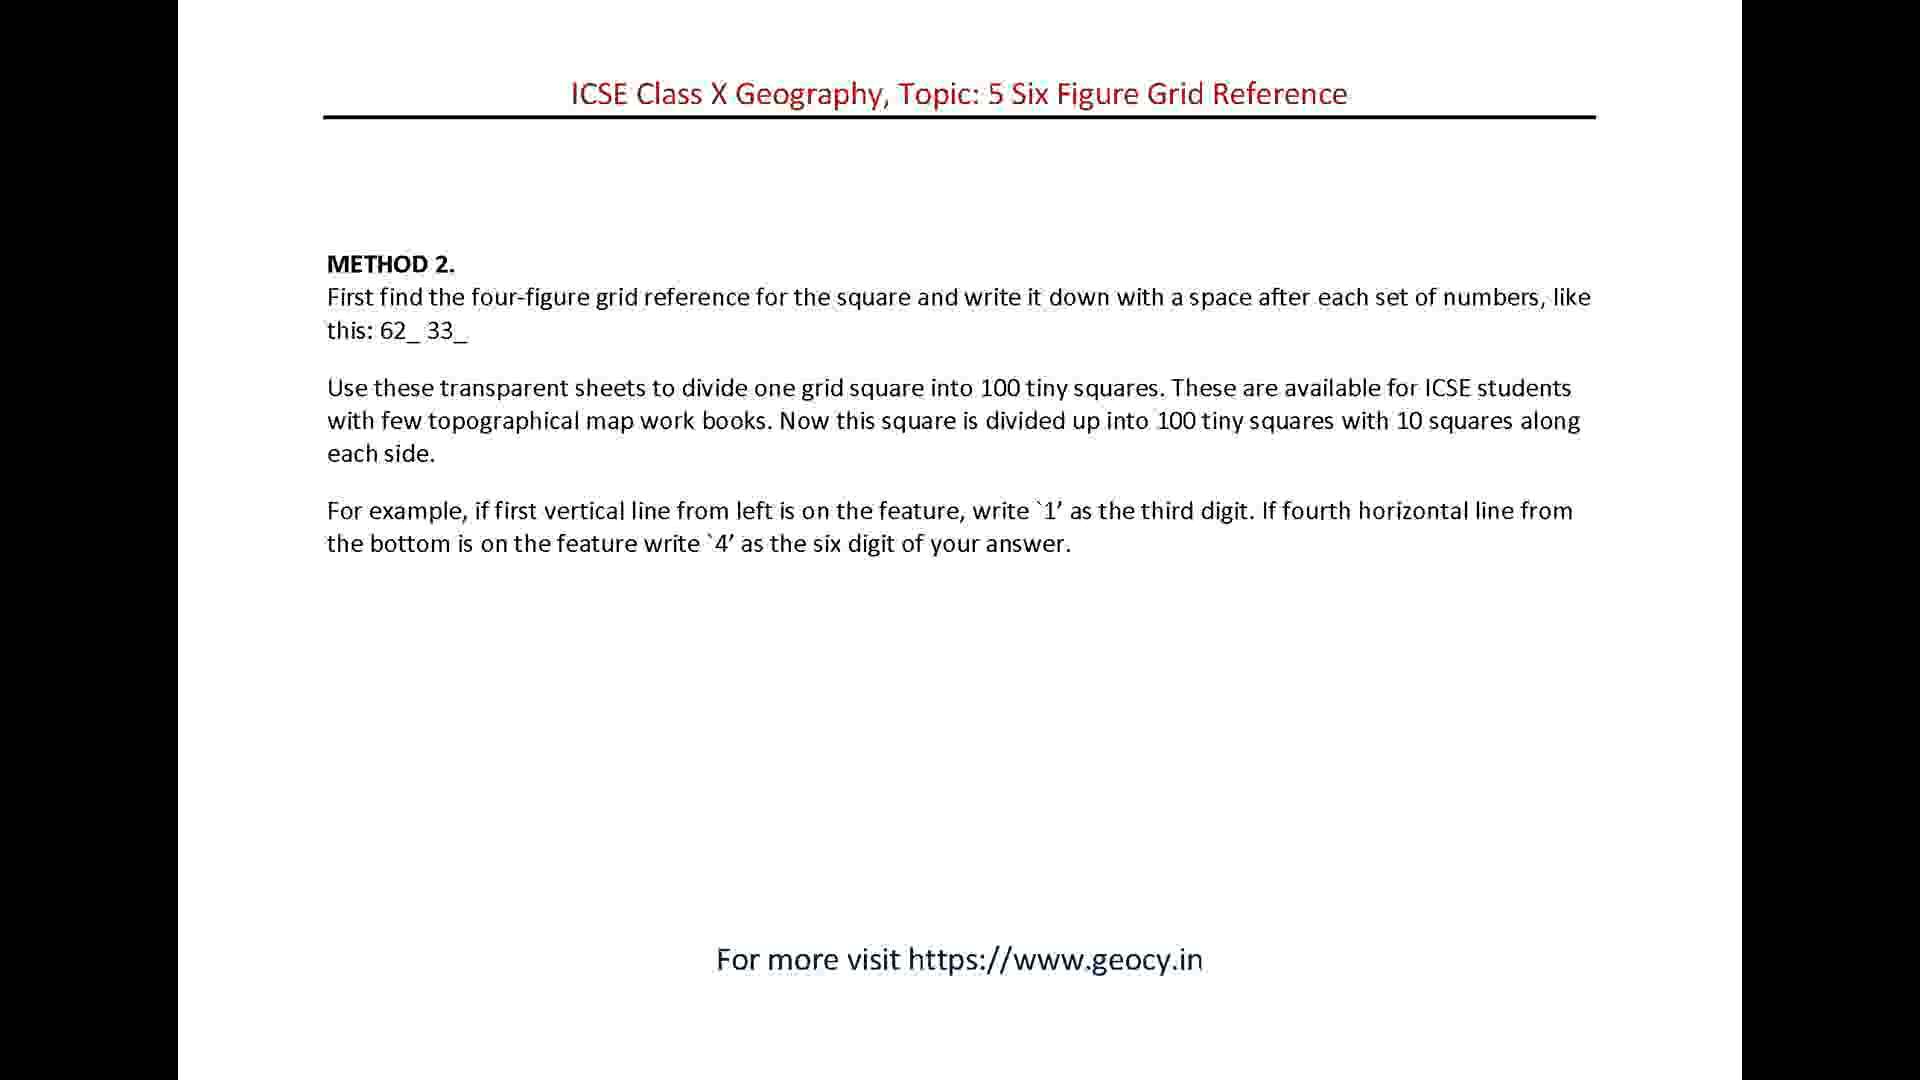 ICSE Class X Geography, Topic: 5 Six Figure Grid Reference
METHOD 2.
First find the four-figure grid reference for the square and write it down with a space after each set of numbers, like
this: 62_ 33_
Use these transparent sheets to divide one grid square into 100 tiny squares. These are available for ICSE students
with few topographical map work books. Now this square is divided up into 100 tiny squares with 10 squares along
each side.
For example, if first vertical line from left is on the feature, write `1’ as the third digit. If fourth horizontal line from
the bottom is on the feature write `4’ as the six digit of your answer.
For more visit https://www.geocy.in